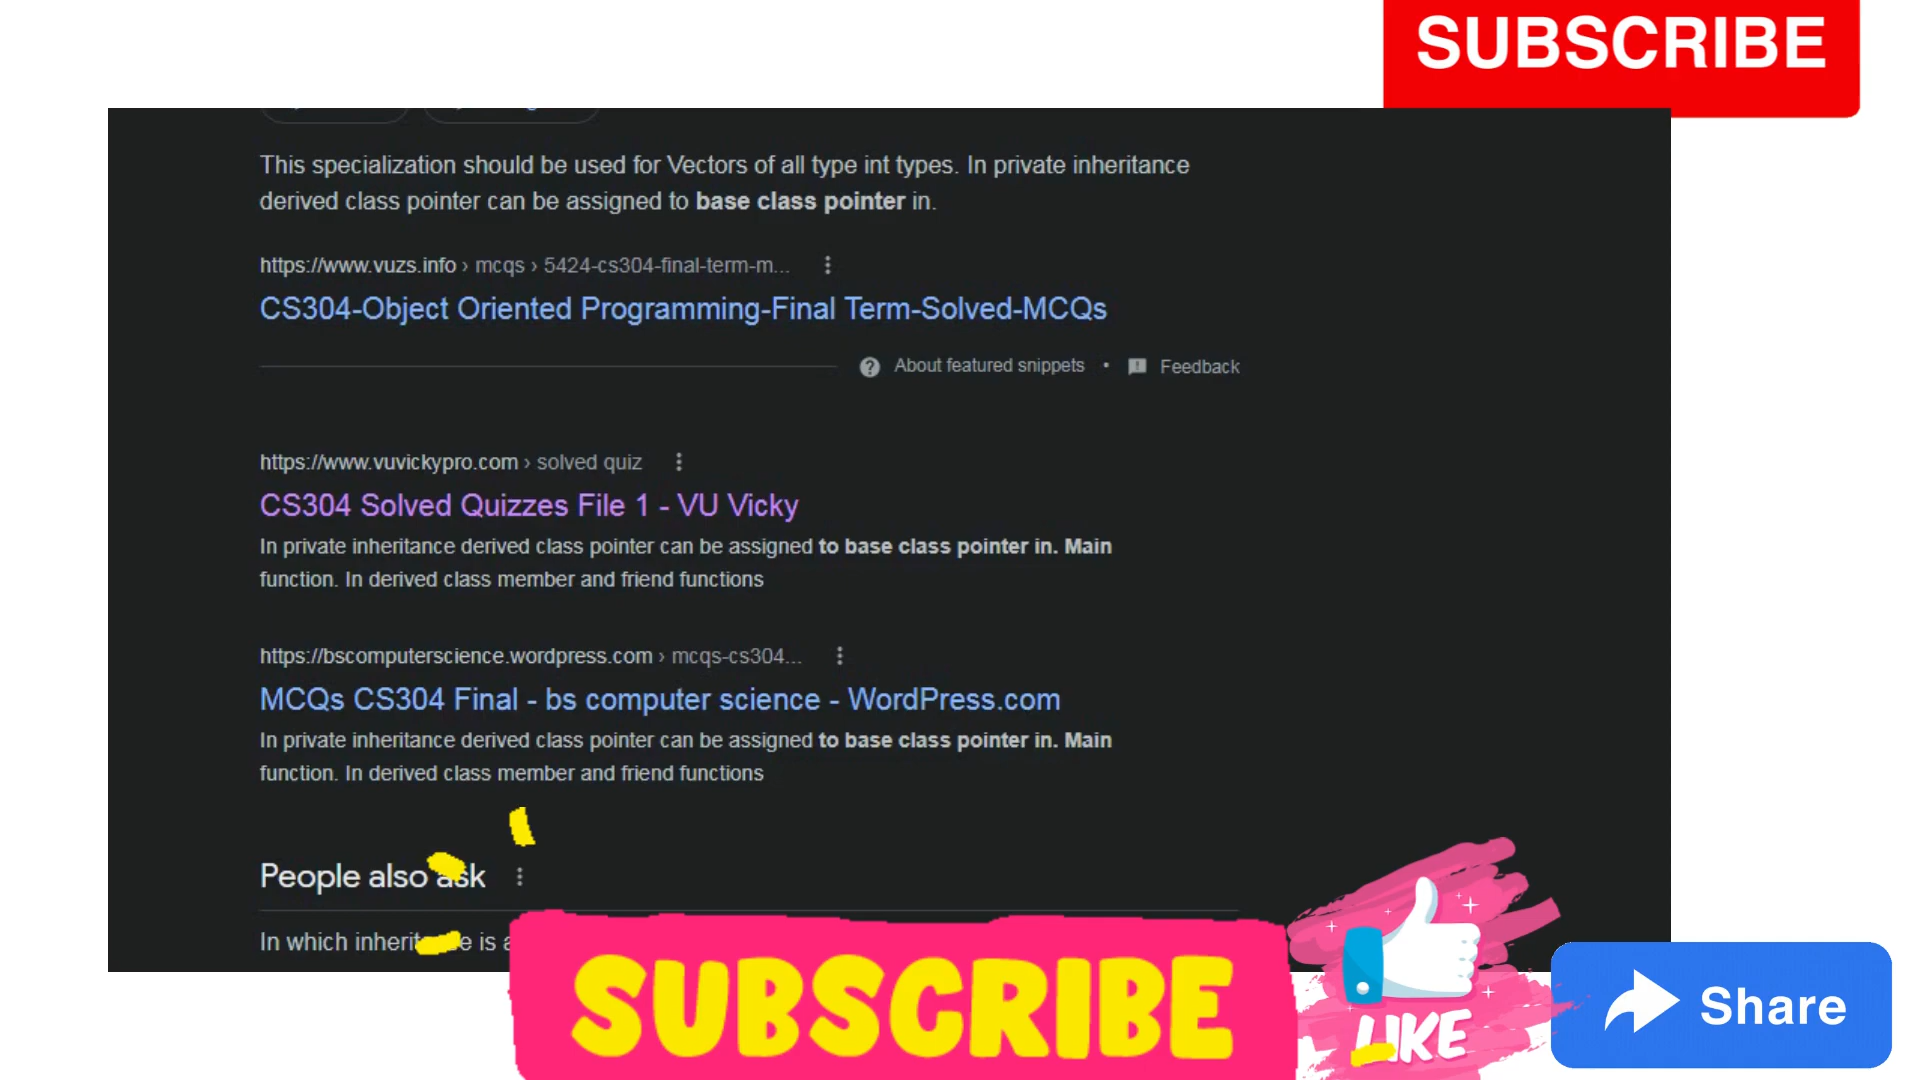 SUBSCRIBE
This specialization should be used for Vectors of all type int types. In private inheritance
derived class pointer can be assigned to base class pointer in.
https://www.vuzs.info › mcqs › 5424-cs304-final-term-m...
CS304-Object Oriented Programming-Final Term-Solved-MCQs
About featured snippets • Feedback
https://www.vuvickypro.com › solved quiz
CS304 Solved Quizzes File 1 - VU Vicky
In private inheritance derived class pointer can be assigned to base class pointer in. Main
function. In derived class member and friend functions
https://bscomputerscience.wordpress.com › mcqs-cs304...
MCQs CS304 Final - bs computer science - WordPress.com
In private inheritance derived class pointer can be assigned to base class pointer in. Main
function. In derived class member and friend functions
People also ask
In which is
SUBSCRIBE
LIKE
Share